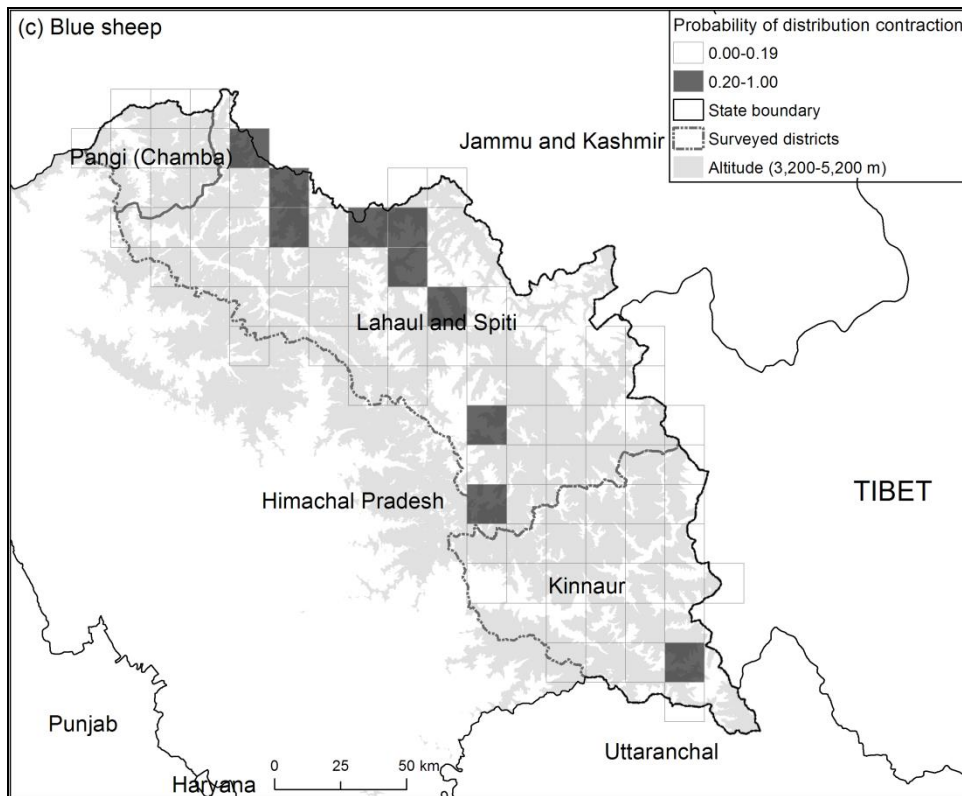 (c) Blue sheep
Probability of distribution contraction
0.00-0.19
0.20-1.00
State boundary
Surveyed districts
Altitude (3,200-5,200 m)
Jammu and Kashmir
Pangi (Chamba)
Lahaul and Spiti
Himachal Pradesh
TIBET
Kinnaur
Punjab
Uttaranchal
Haryana
0 25 50 km